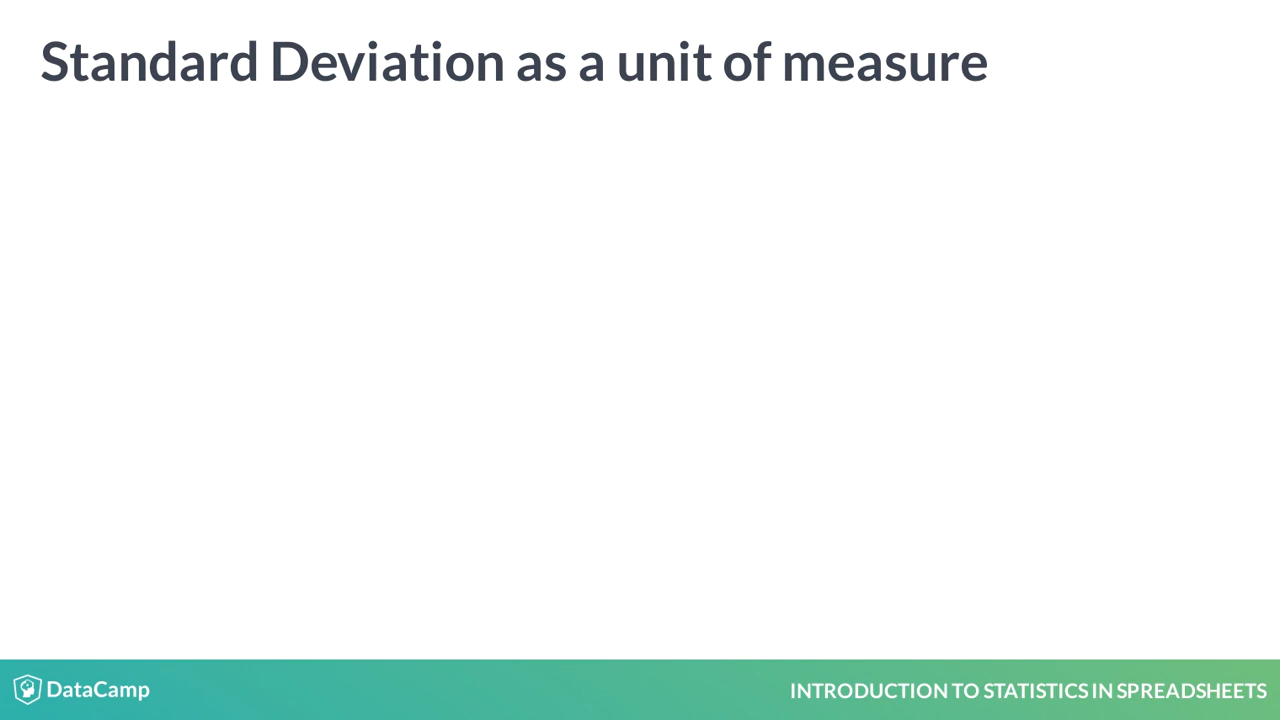 Standard Deviation as a unit of measure
DataCamp
INTRODUCTION TO STATISTICS IN SPREADSHEETS